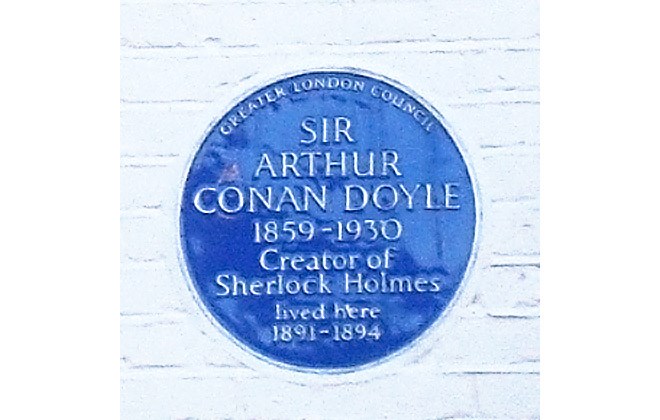 GREATER LONDON COUNCIL
SIR
ARTHUR
CONAN DOYLE
1859-1930
Creator of
Sherlock Holmes
lived here
1891-1894